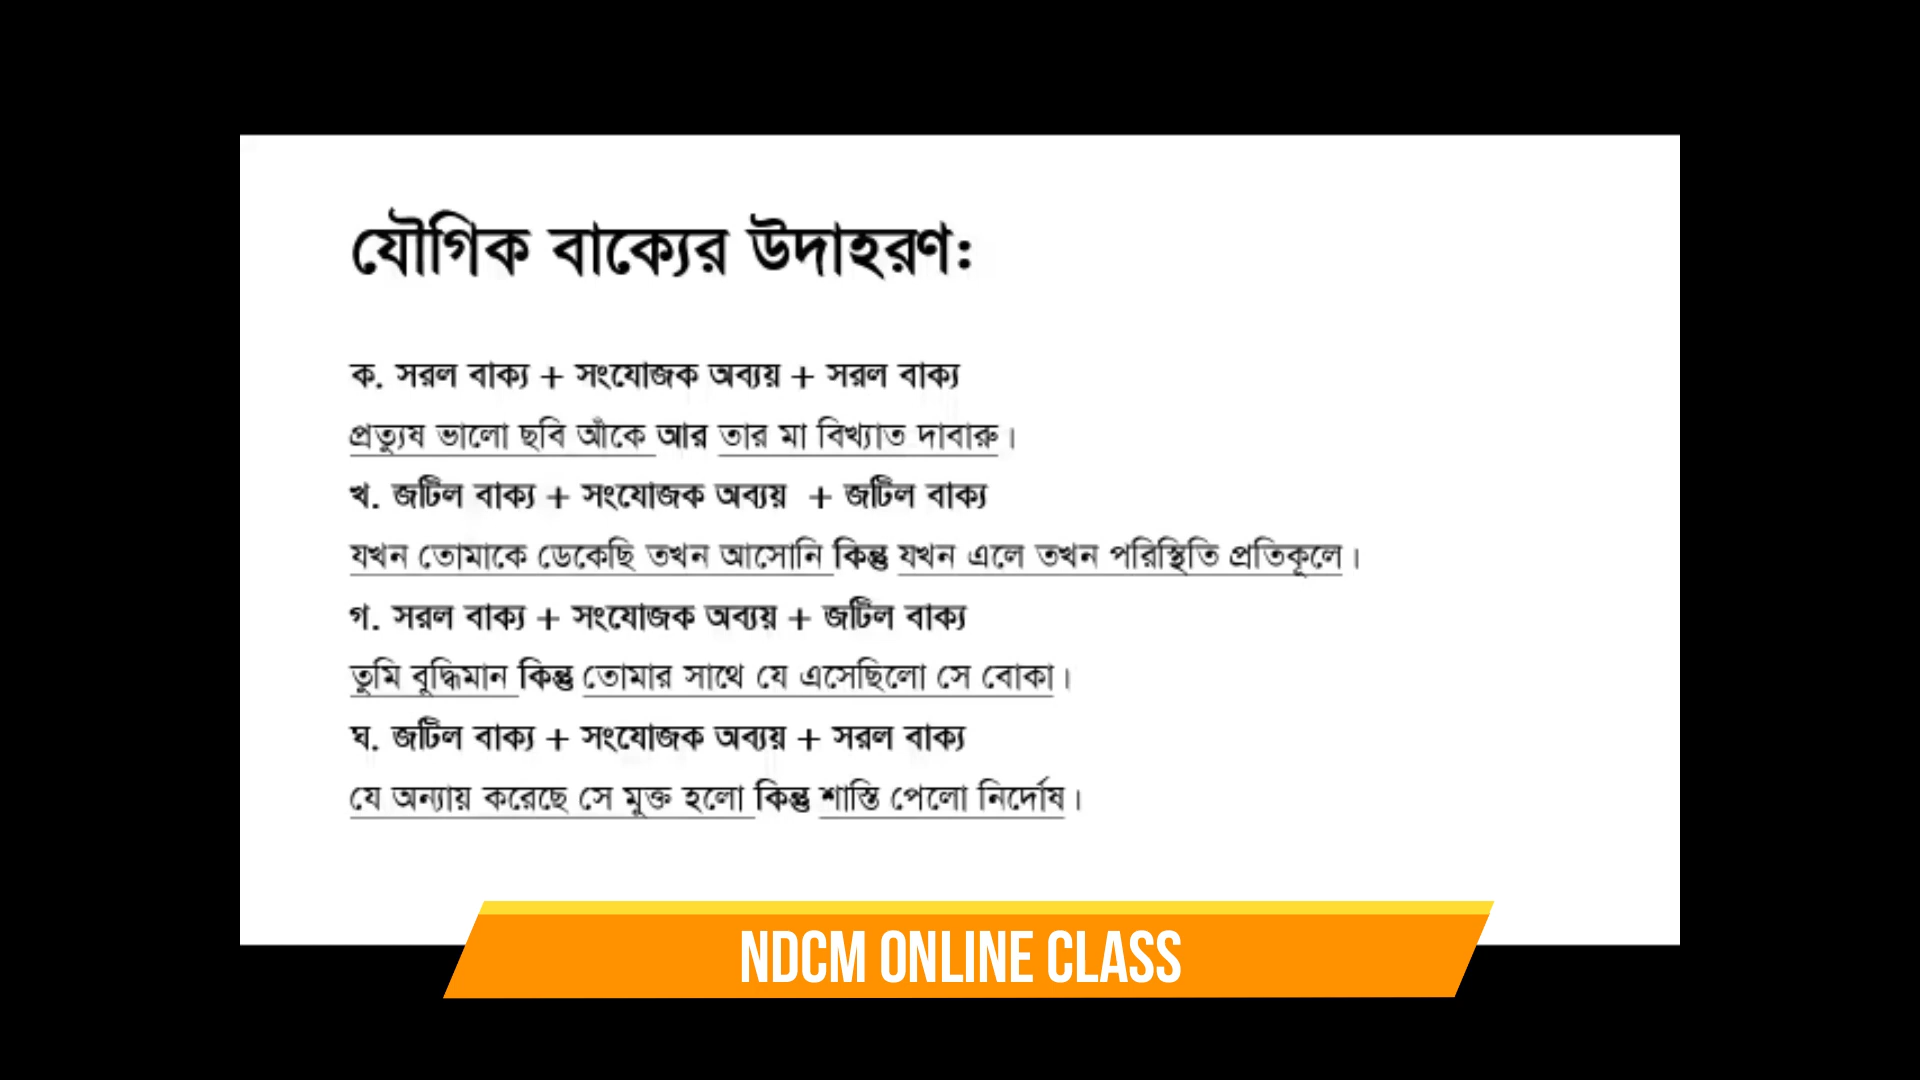 যৌগিক বাক্যের উদাহরণ:
ক. সরল বাক্য + সংযোজক অব্যয় + সরল বাক্য
প্রত্যুষ ভালো ছবি আঁকে আর তার মা বিখ্যাত দাবারু।
খ. জটিল বাক্য + সংযোজক অব্যয় + জটিল বাক্য
যখন তোমাকে ডেকেছি তখন আসোনি কিন্তু যখন এলে তখন পরিস্থিতি প্রতিকূলে।
গ. সরল বাক্য + সংযোজক অব্যয় + জটিল বাক্য
তুমি বুদ্ধিমান কিন্তু তোমার সাথে যে এসেছিলো সে বোকা।
ঘ. জটিল বাক্য + সংযোজক অব্যয় + সরল বাক্য
যে অন্যায় করেছে সে মুক্ত হলো কিন্তু শাস্তি পেলো নির্দোষ।
NDCM ONLINE CLASS